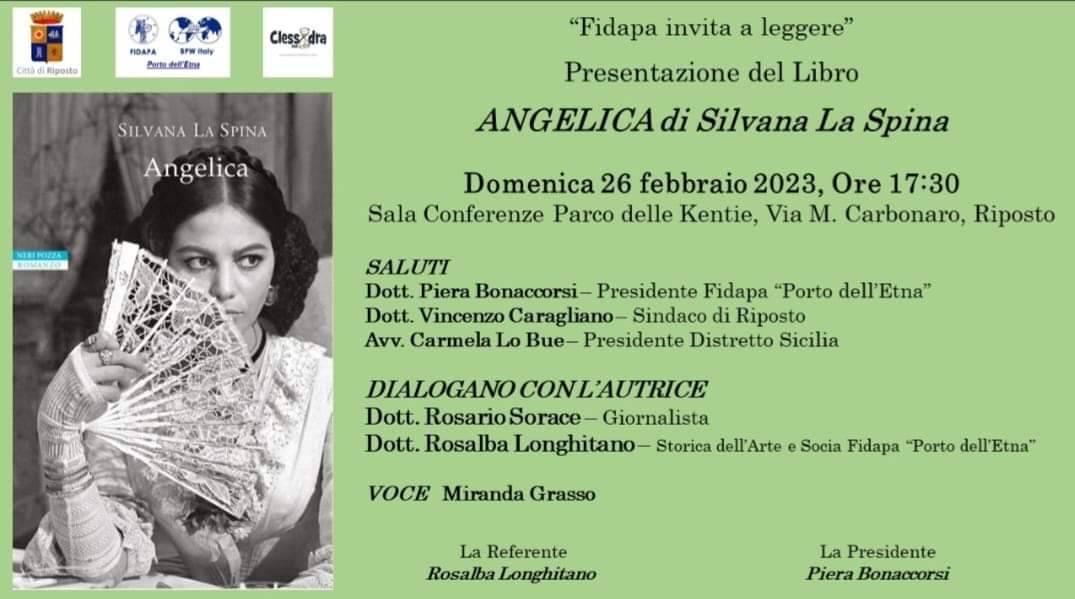 Città di Riposto
FIDAPA BPW Italy
Porto dell'Etna
Cless dra
SILVANA LA SPINA
Angelica
NERI POZZA
ROMANZO
“Fidapa invita a leggere”
Presentazione del Libro
ANGELICA di Silvana La Spina
Domenica 26 febbraio 2023, Ore 17:30
Sala Conferenze Parco delle Kentie, Via M. Carbonaro, Riposto
SALUTI
Dott. Piera Bonaccorsi – Presidente Fidapa “Porto dell’Etna”
Dott. Vincenzo Caragliano – Sindaco di Riposto
Avv. Carmela Lo Bue – Presidente Distretto Sicilia
DIALOGANO CON L’AUTRICE
Dott. Rosario Sorace – Giornalista
Dott. Rosalba Longhitano – Storica dell’Arte e Socia Fidapa “Porto dell’Etna”
VOCE Miranda Grasso
La Referente
Rosalba Longhitano
La Presidente
Piera Bonaccorsi